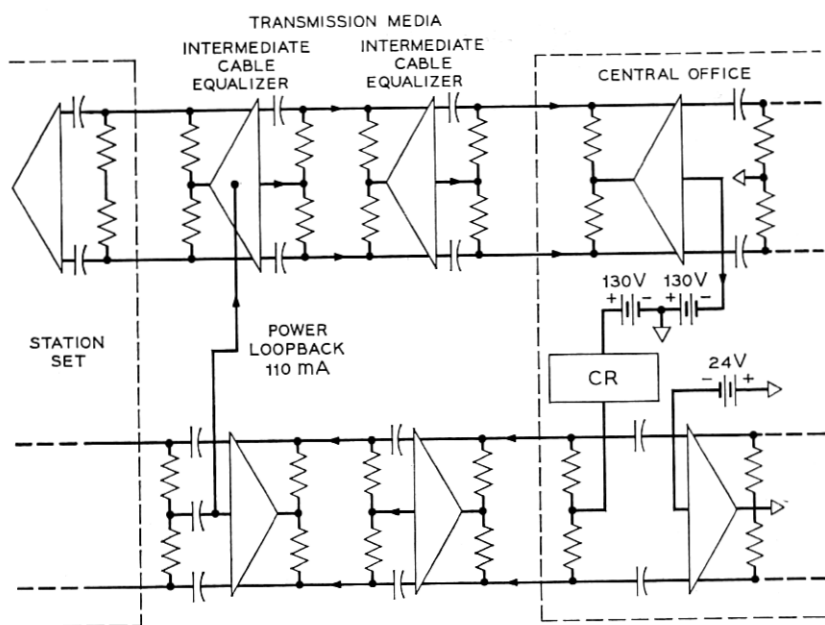 TRANSMISSION MEDIA
INTERMEDIATE
CABLE
EQUALIZER
INTERMEDIATE
CABLE
EQUALIZER
CENTRAL OFFICE
STATION
SET
POWER
LOOPBACK
110 mA
130V
130V
+ -
+ -
CR
24V
- +